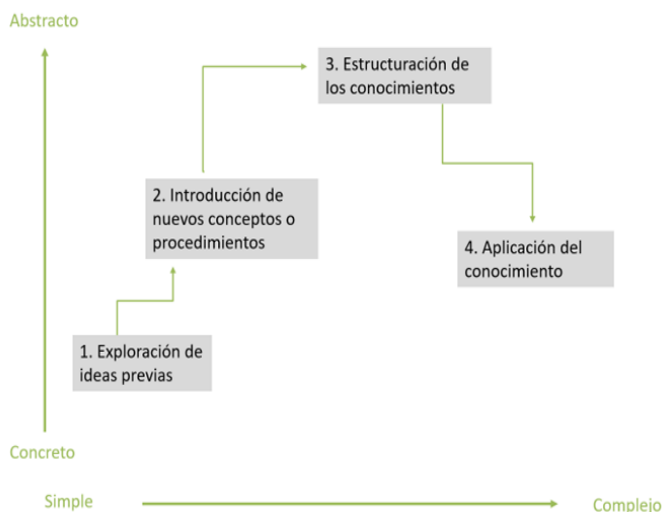 Abstracto
3. Estructuración de
los conocimientos
2. Introducción de
nuevos conceptos o
procedimientos
4. Aplicación del
conocimiento
1. Exploración de
ideas previas
Concreto
Simple
Complejo